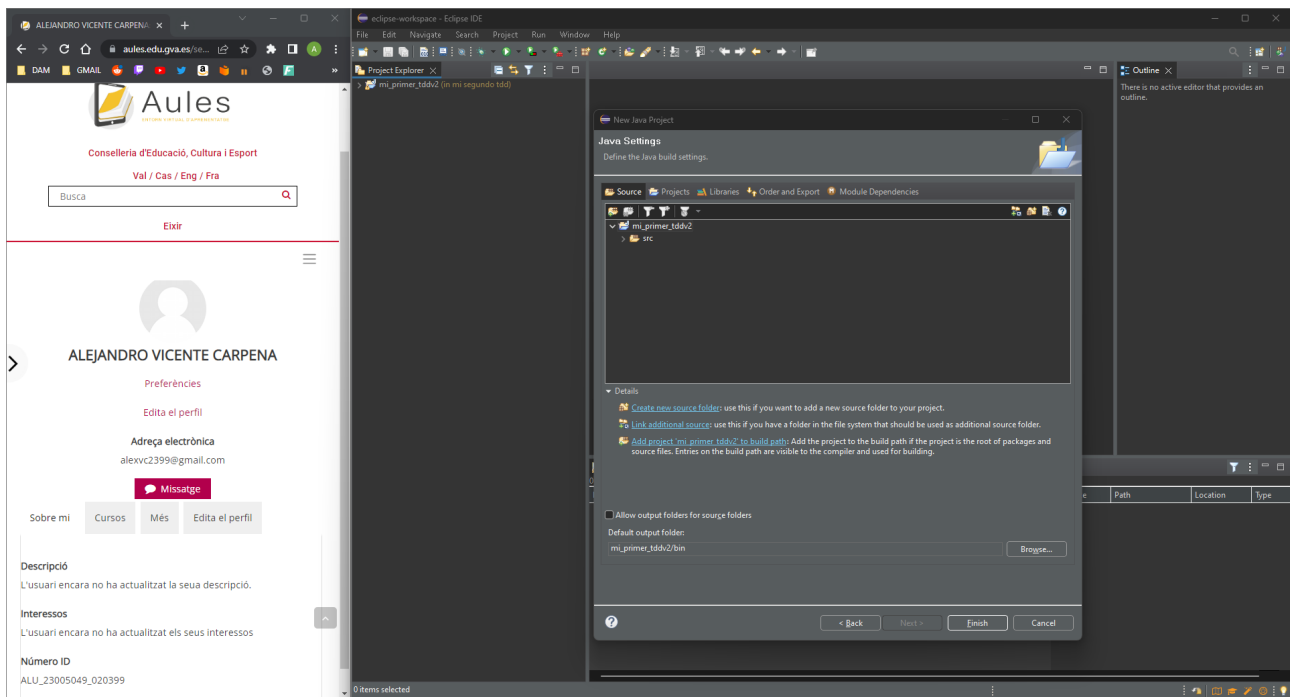 ALEJANDRO VICENTE CARPENA
aules.edu.gva.es/se...
A
DAM
GMAIL
Aules
Conselleria d'Educació, Cultura i Esport
Val / Cas / Eng / Fra
Busca
Eixir
ALEJANDRO VICENTE CARPENA
Preferències
Edita el perfil
Adreça electrònica
alexvc2399@gmail.com
Missatge
Sobre mi Cursos Més Edita el perfil
Descripció
L'usuari encara no ha actualitzat la seua descripció.
Interessos
L'usuari encara no ha actualitzat els seus interessos
Número ID
ALU_23005049_020399
eclipse-workspace - Eclipse IDE
File Edit Navigate Search Project Run Window Help
Project Explorer
mi_primer_tddv2 (in mi segundo tdd)
Outline
There is no active editor that provides an
outline.
New Java Project
Java Settings
Define the Java build settings.
Source Projects Libraries Order and Export Module Dependencies
mi_primer_tddv2
src
Details
Create new source folder: use this if you want to add a new source folder to your project.
Link additional source: use this if you have a folder in the file system that should be used as additional source folder.
Add project 'mi_primer_tddv2' to build path: Add the project to the build path if the project is the root of packages and
source files. Entries on the build path are visible to the compiler and used for building.
Allow output folders for source folders
Default output folder:
mi_primer_tddv2/bin
Browse...
< Back Next > Finish Cancel
e Path Location Type
0 items selected